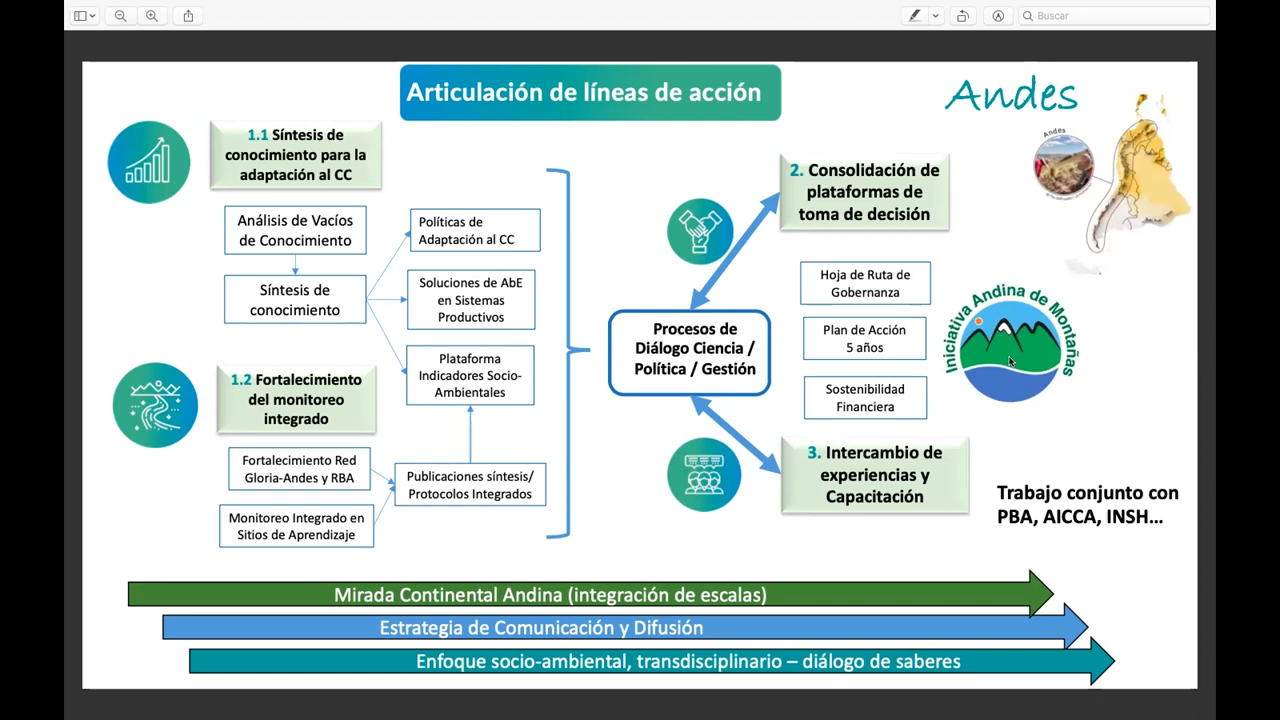 Buscar
Articulación de líneas de acción
Andes
Andes
1.1 Síntesis de
conocimiento para la
adaptación al CC
Análisis de Vacíos
de Conocimiento
Síntesis de
conocimiento
Políticas de
Adaptación al CC
Soluciones de AbE
en Sistemas
Productivos
Plataforma
Indicadores Socio-
Ambientales
1.2 Fortalecimiento
del monitoreo
integrado
Fortalecimiento Red
Gloria-Andes y RBA
Monitoreo Integrado en
Sitios de Aprendizaje
Publicaciones síntesis/
Protocolos Integrados
Procesos de
Diálogo Ciencia /
Política / Gestión
2. Consolidación de
plataformas de
toma de decisión
Hoja de Ruta de
Gobernanza
Plan de Acción
5 años
Sostenibilidad
Financiera
Iniciativa Andina de Montañas
3. Intercambio de
experiencias y
Capacitación
Trabajo conjunto con
PBA, AICCA, INSH...
Mirada Continental Andina (integración de escalas)
Estrategia de Comunicación y Difusión
Enfoque socio-ambiental, transdisciplinario – diálogo de saberes